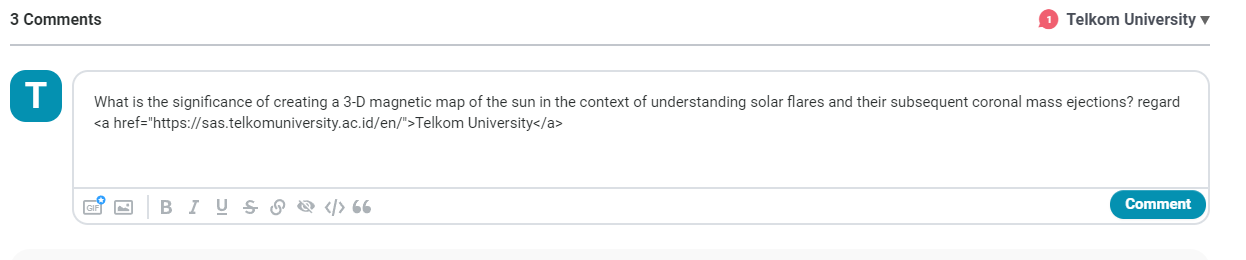 3 Comments
1 Telkom University ▼
T
What is the significance of creating a 3-D magnetic map of the sun in the context of understanding solar flares and their subsequent coronal mass ejections? regard
<a href="https://sas.telkomuniversity.ac.id/en/">Telkom University</a>
GIF B I U S </>
Comment